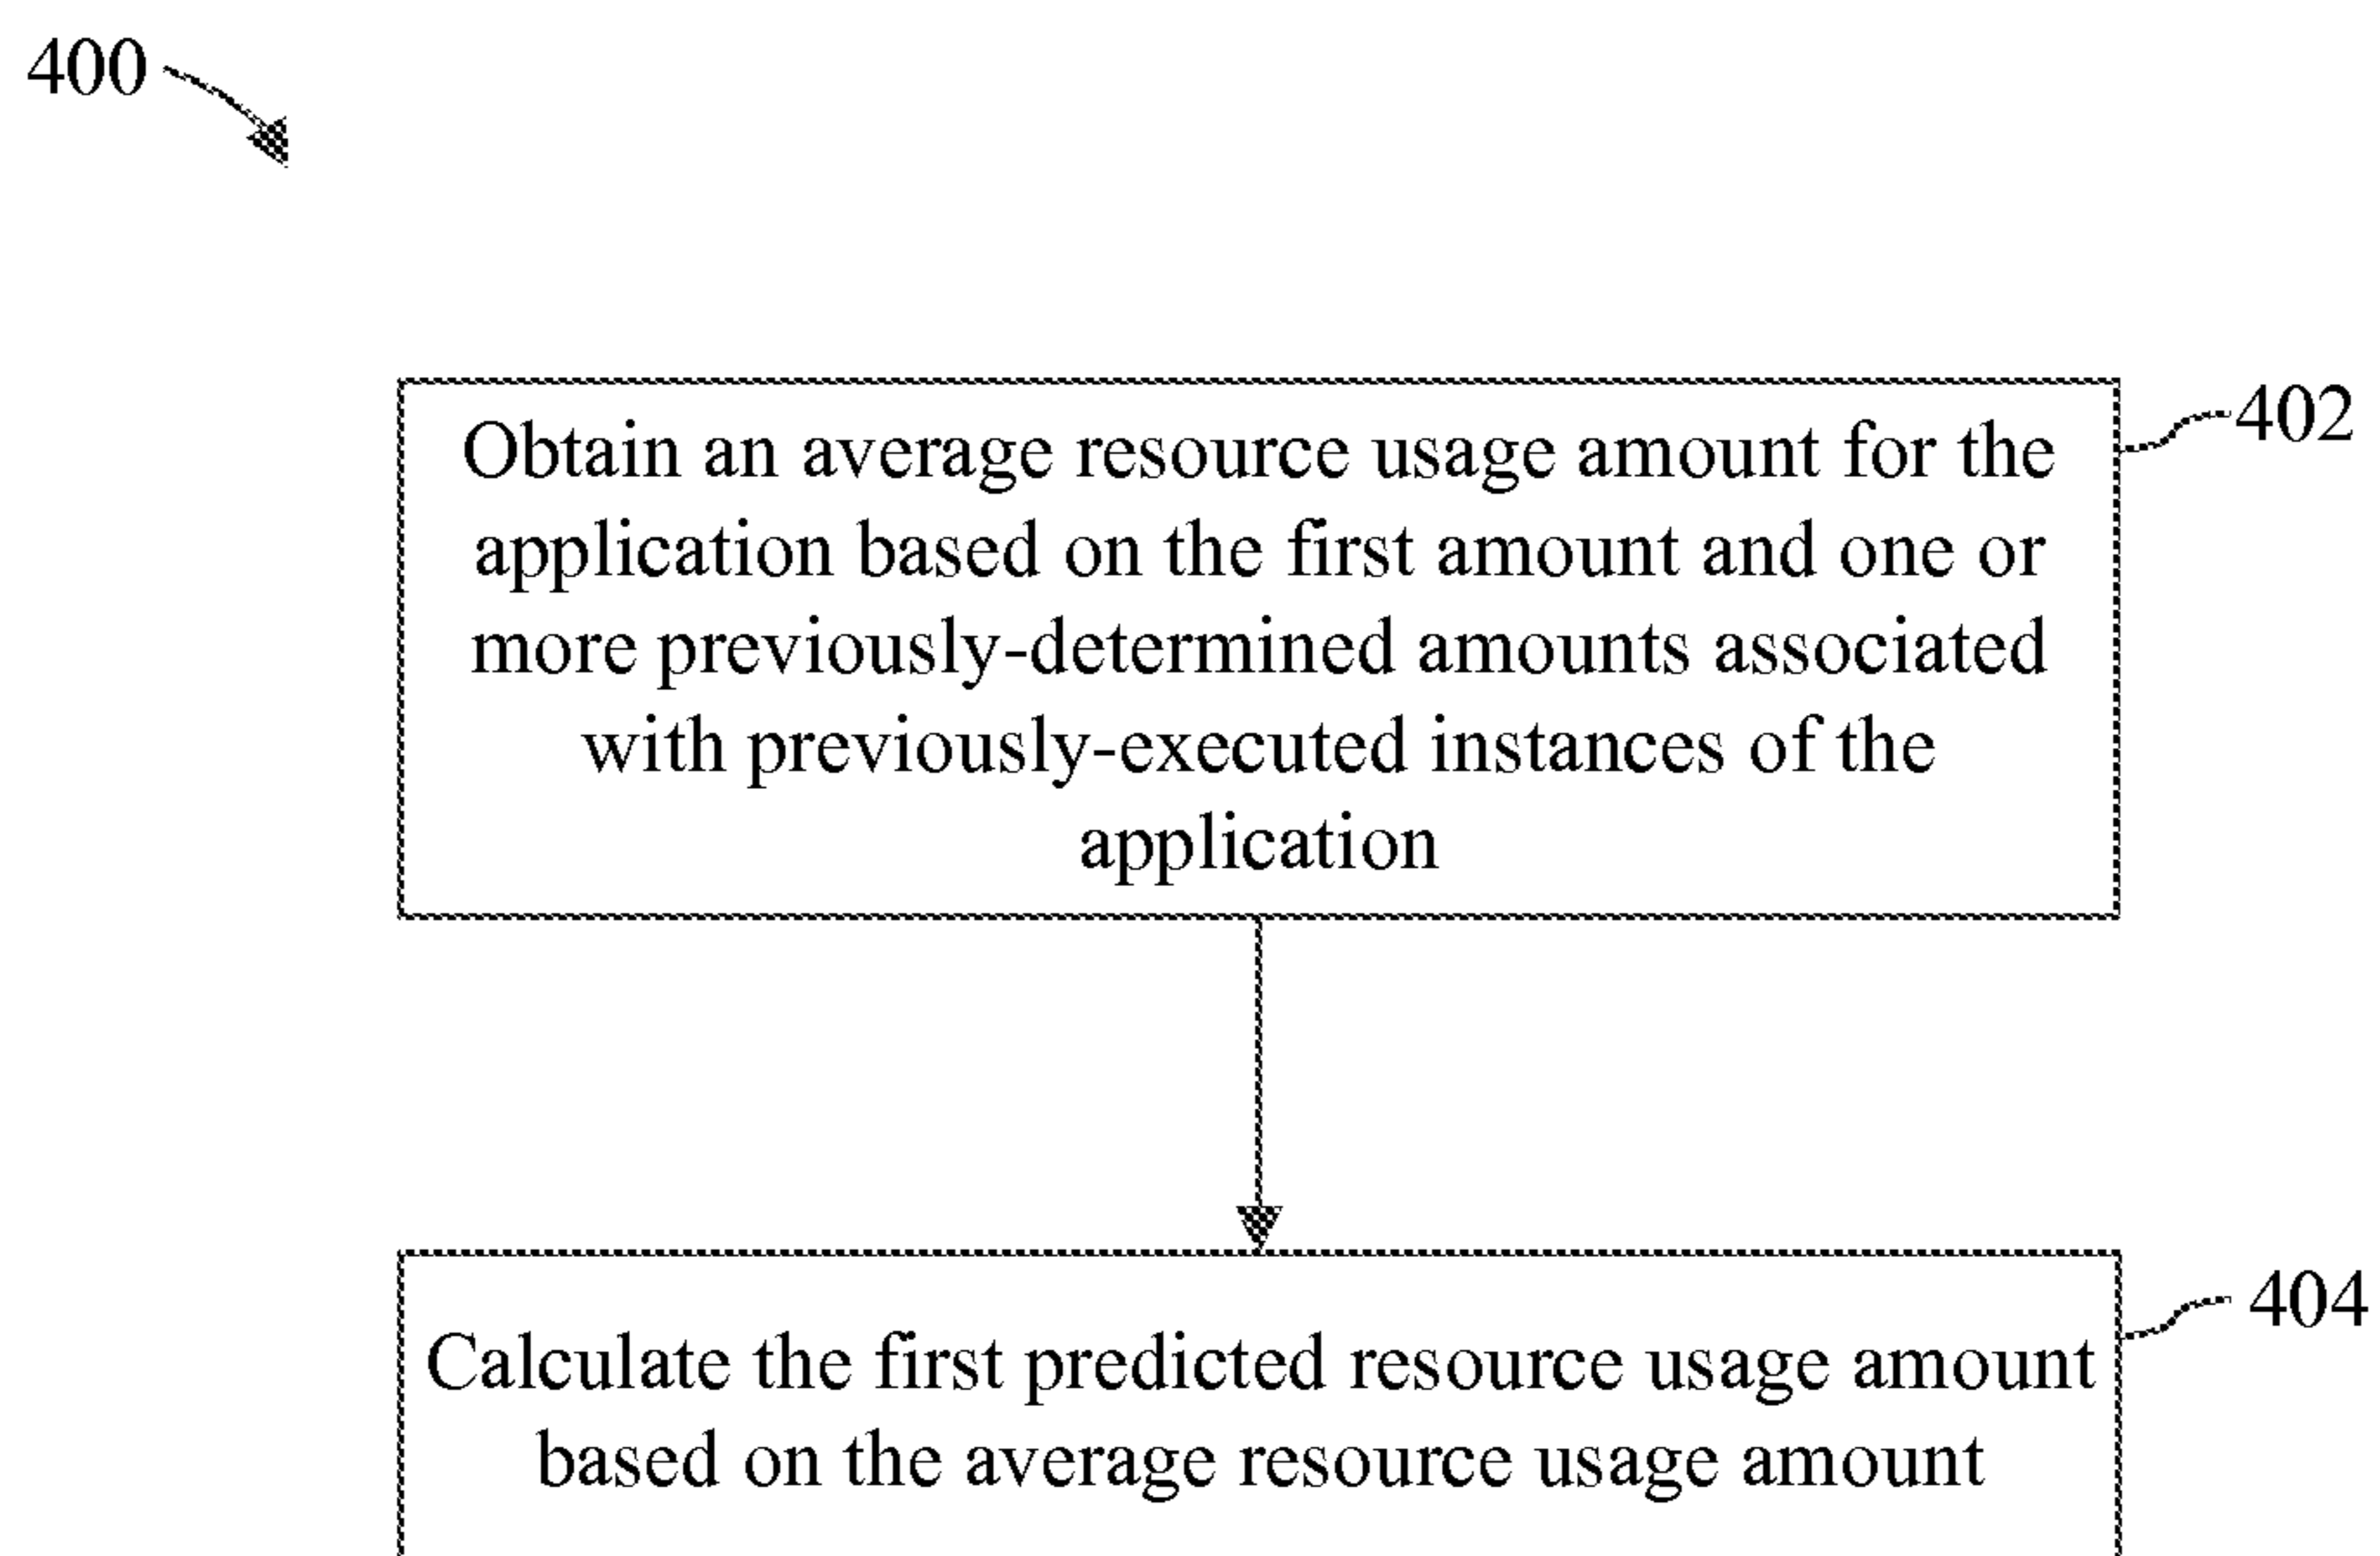 400
402
Obtain an average resource usage amount for the
application based on the first amount and one or
more previously-determined amounts associated
with previously-executed instances of the
application
404
Calculate the first predicted resource usage amount
based on the average resource usage amount